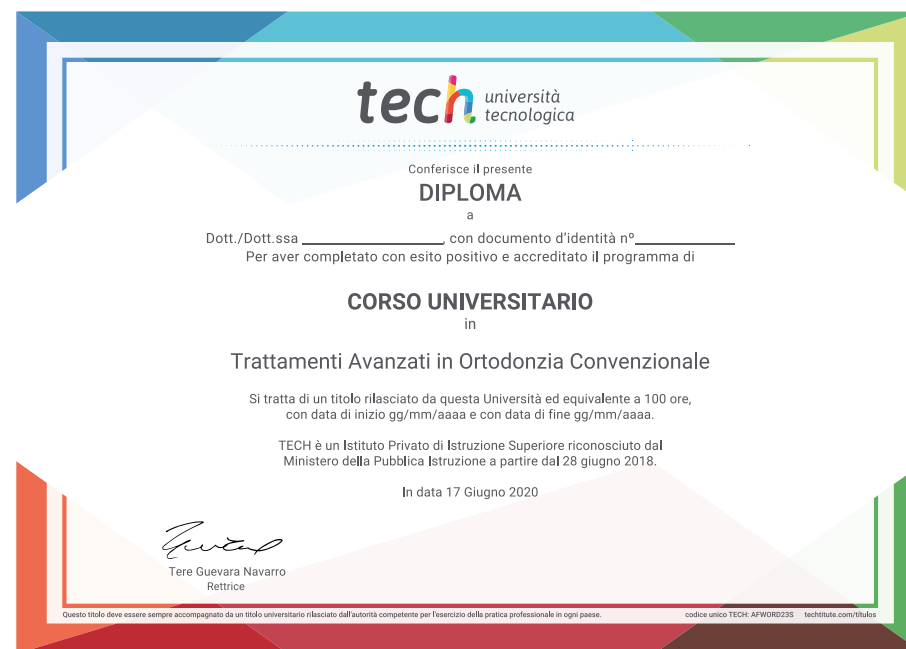 tech università
tecnologica
Conferisce il presente
DIPLOMA
a
Dott./Dott.ssa ____________________, con documento d'identità nº______________
Per aver completato con esito positivo e accreditato il programma di
CORSO UNIVERSITARIO
in
Trattamenti Avanzati in Ortodonzia Convenzionale
Si tratta di un titolo rilasciato da questa Università ed equivalente a 100 ore,
con data di inizio gg/mm/aaaa e con data di fine gg/mm/aaaa.
TECH è un Istituto Privato di Istruzione Superiore riconosciuto dal
Ministero della Pubblica Istruzione a partire dal 28 giugno 2018.
In data 17 Giugno 2020
Tere Guevara Navarro
Rettrice
Questo titolo deve essere sempre accompagnato da un titolo universitario rilasciato dall'autorità competente per l'esercizio della pratica professionale in ogni paese. codice unico TECH: AFWORD23S techtitute.com/titulos